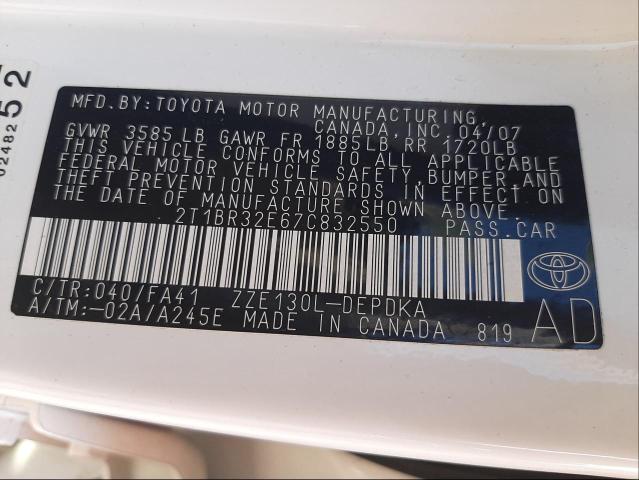 MFD. BY: TOYOTA MOTOR MANUFACTURING,
CANADA, INC. 04/07
GVWR 3585 LB GAWR FR 1885LB, RR 1720LB
THIS VEHICLE CONFORMS TO ALL APPLICABLE
FEDERAL MOTOR VEHICLE SAFETY, BUMPER, AND
THEFT PREVENTION STANDARDS IN EFFECT ON
THE DATE OF MANUFACTURE SHOWN ABOVE.
2T1BR32E67C832550 PASS. CAR
C/TR: 040/FA41 ZZE130L-DEPDKA
A/TM: -02A/A245E MADE IN CANADA 819
AD
02482
52